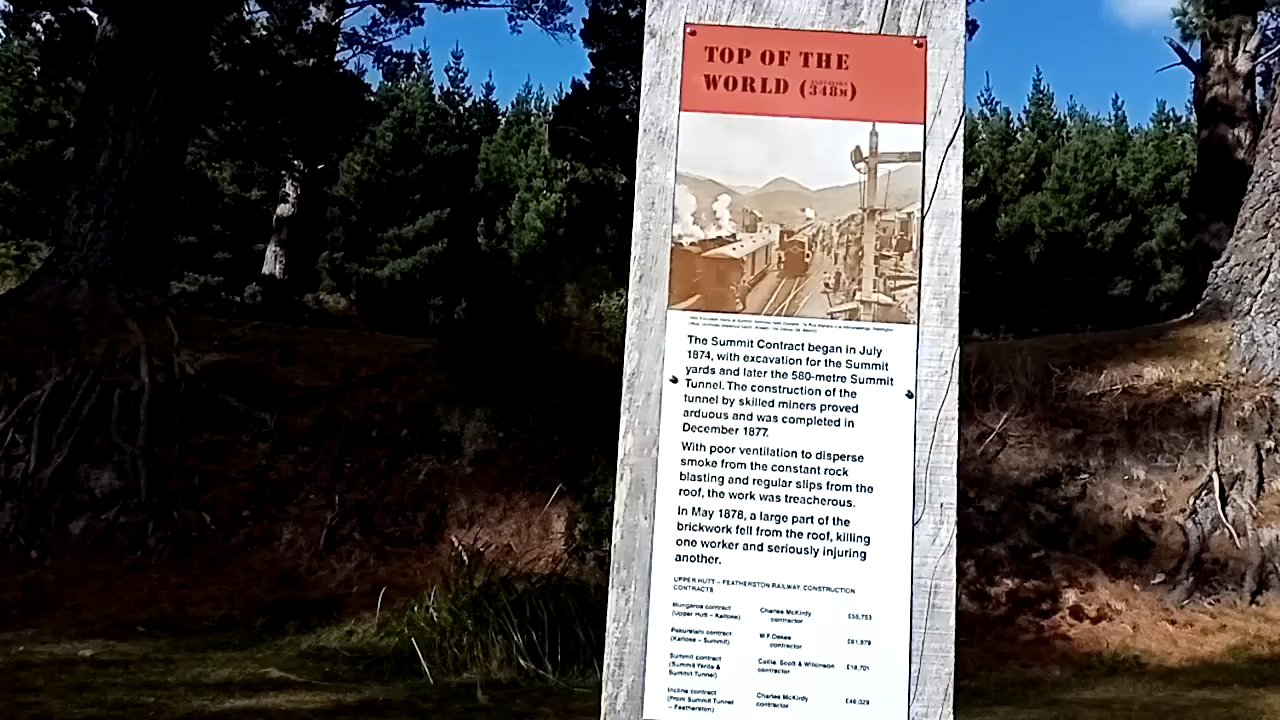 TOP OF THE
WORLD (348M)
The Summit Contract began in July
1874, with excavation for the Summit
yards and later the 580-metre Summit
Tunnel. The construction of the
tunnel by skilled miners proved
arduous and was completed in
December 1877.
With poor ventilation to disperse
smoke from the constant rock
blasting and regular slips from the
roof, the work was treacherous.
In May 1878, a large part of the
brickwork fell from the roof, killing
one worker and seriously injuring
another.
UPPER HUTT – FEATHERSTON RAILWAY, CONSTRUCTION
CONTRACTS
Mungaroa contract
(Upper Hutt – Kaitoke)
Charles McKirdy
contractor
Pakuratahi contract
(Kaitoke – Summit)
W.F.Oakes
contractor
£61,979
Summit contract
(Summit Yards &
Summit Tunnel)
Collie, Scott & Wilkinson
contractor
£18,701
Incline contract
(From Summit Tunnel
– Featherston)
Charles McKirdy
contractor